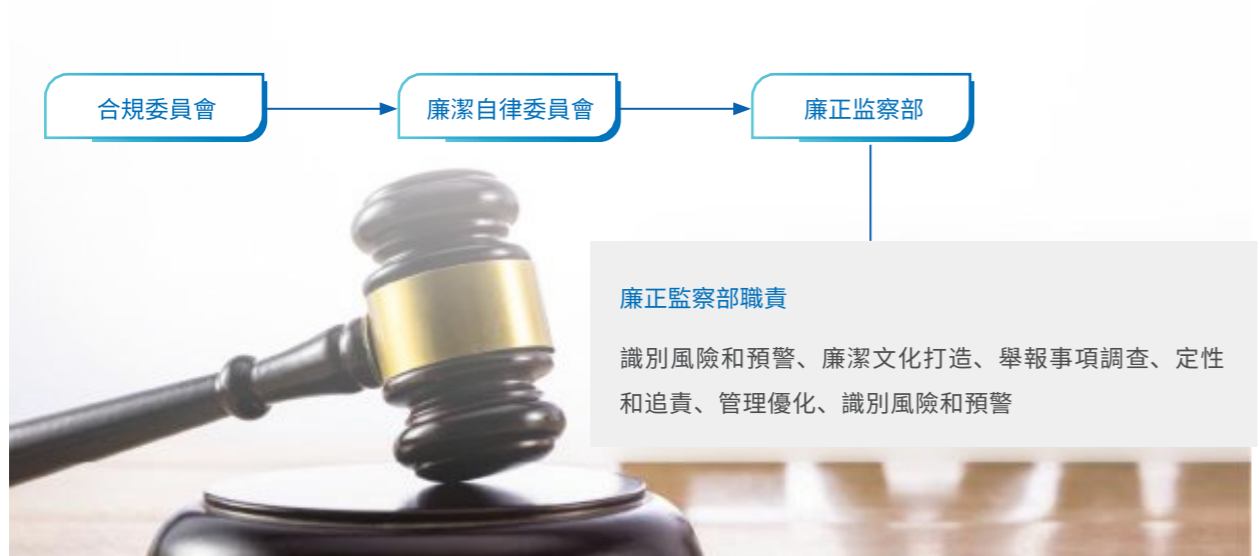 合規委員會
廉潔自律委員會
廉正监察部
廉正監察部職責
識別風險和預警、廉潔文化打造、舉報事項調查、定性
和追責、管理優化、識別風險和預警